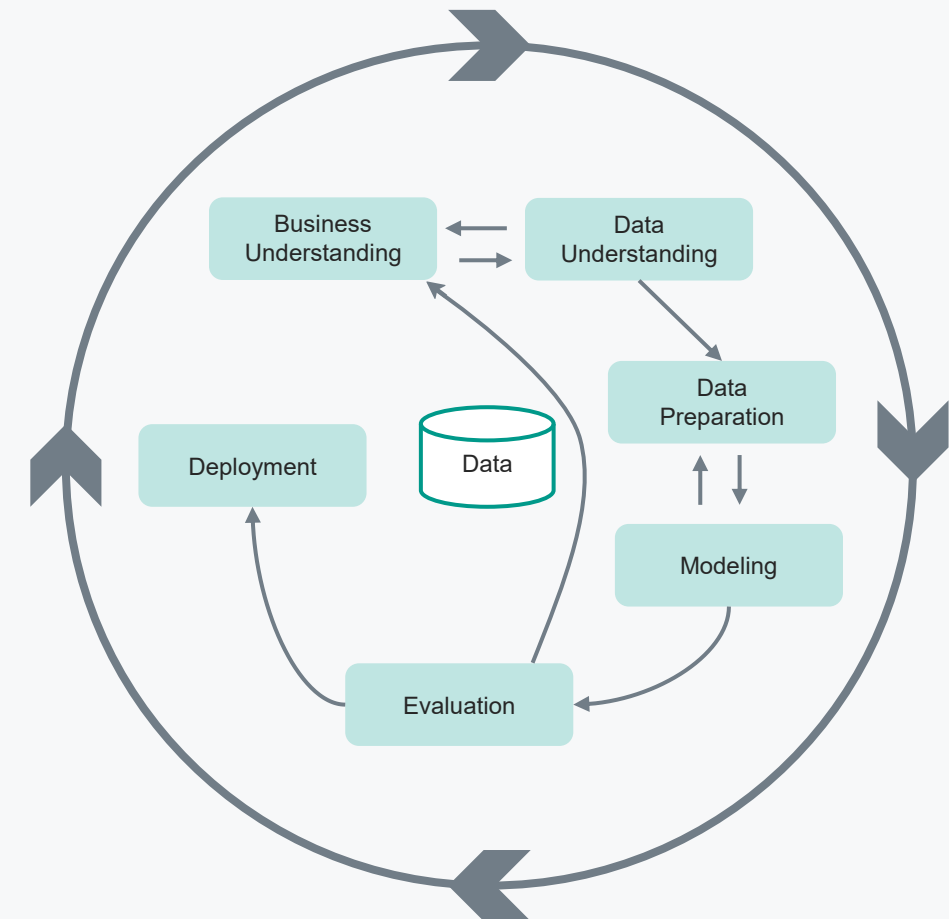 Business
Understanding
Data
Understanding
Data
Preparation
Deployment
Data
Modeling
Evaluation